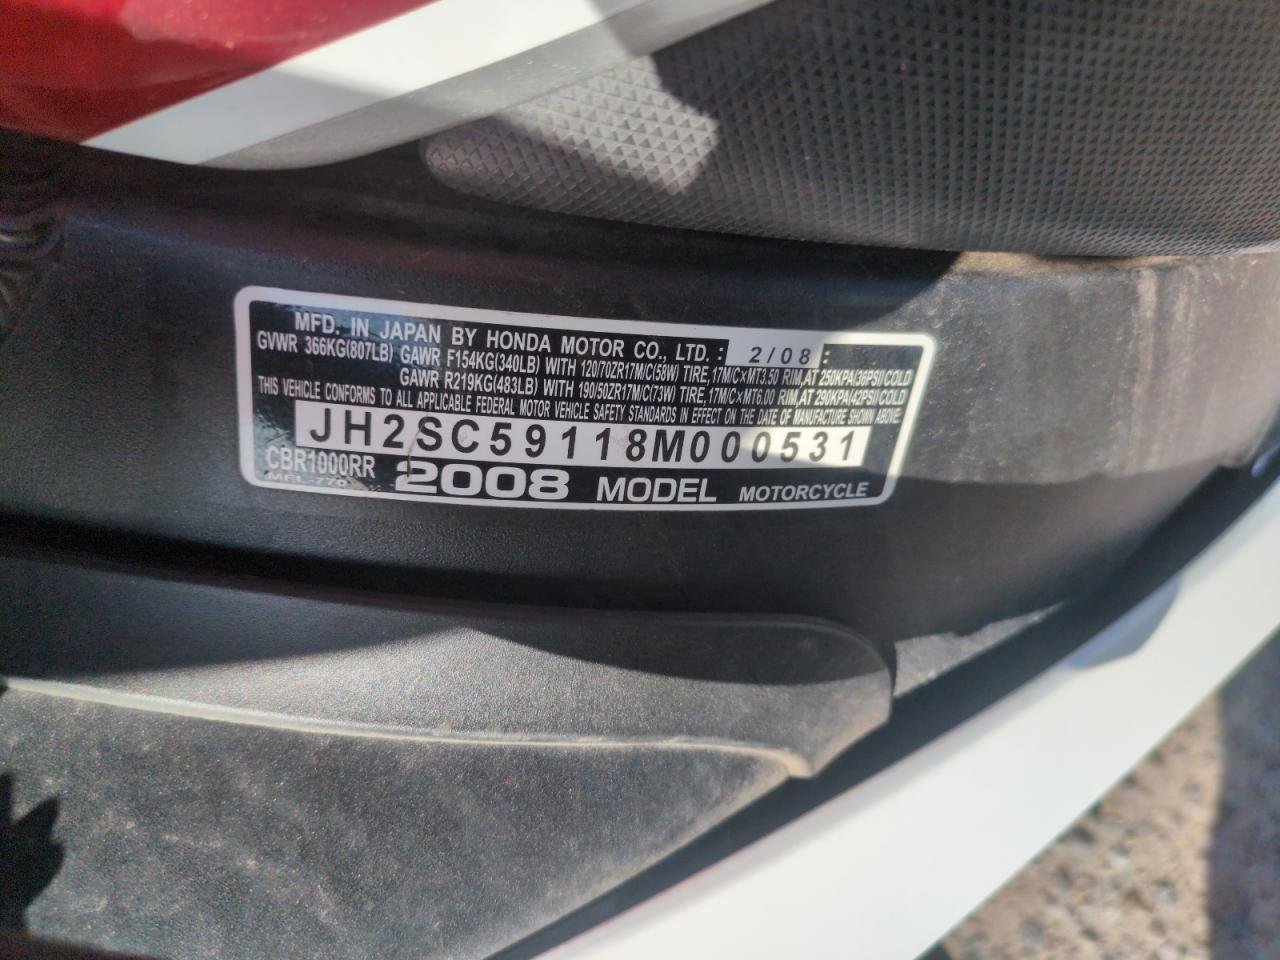 MFD. IN JAPAN BY HONDA MOTOR CO., LTD. : 2/08 :
GVWR 366KG(807LB) GAWR F154KG(340LB) WITH 120/70ZR17M/C(58W) TIRE,17M/C×MT3.50 RIM,AT 250KPA(36PSI)COLD
GAWR R219KG(483LB) WITH 190/50ZR17M/C(73W) TIRE,17M/C×MT6.00 RIM,AT 290KPA(42PSI)COLD
THIS VEHICLE CONFORMS TO ALL APPLICABLE FEDERAL MOTOR VEHICLE SAFETY STANDARDS IN EFFECT ON THE DATE OF MANUFACTURE SHOWN ABOVE.
JH2SC59118M000531
CBR1000RR 2008 MODEL MOTORCYCLE
MFL-770